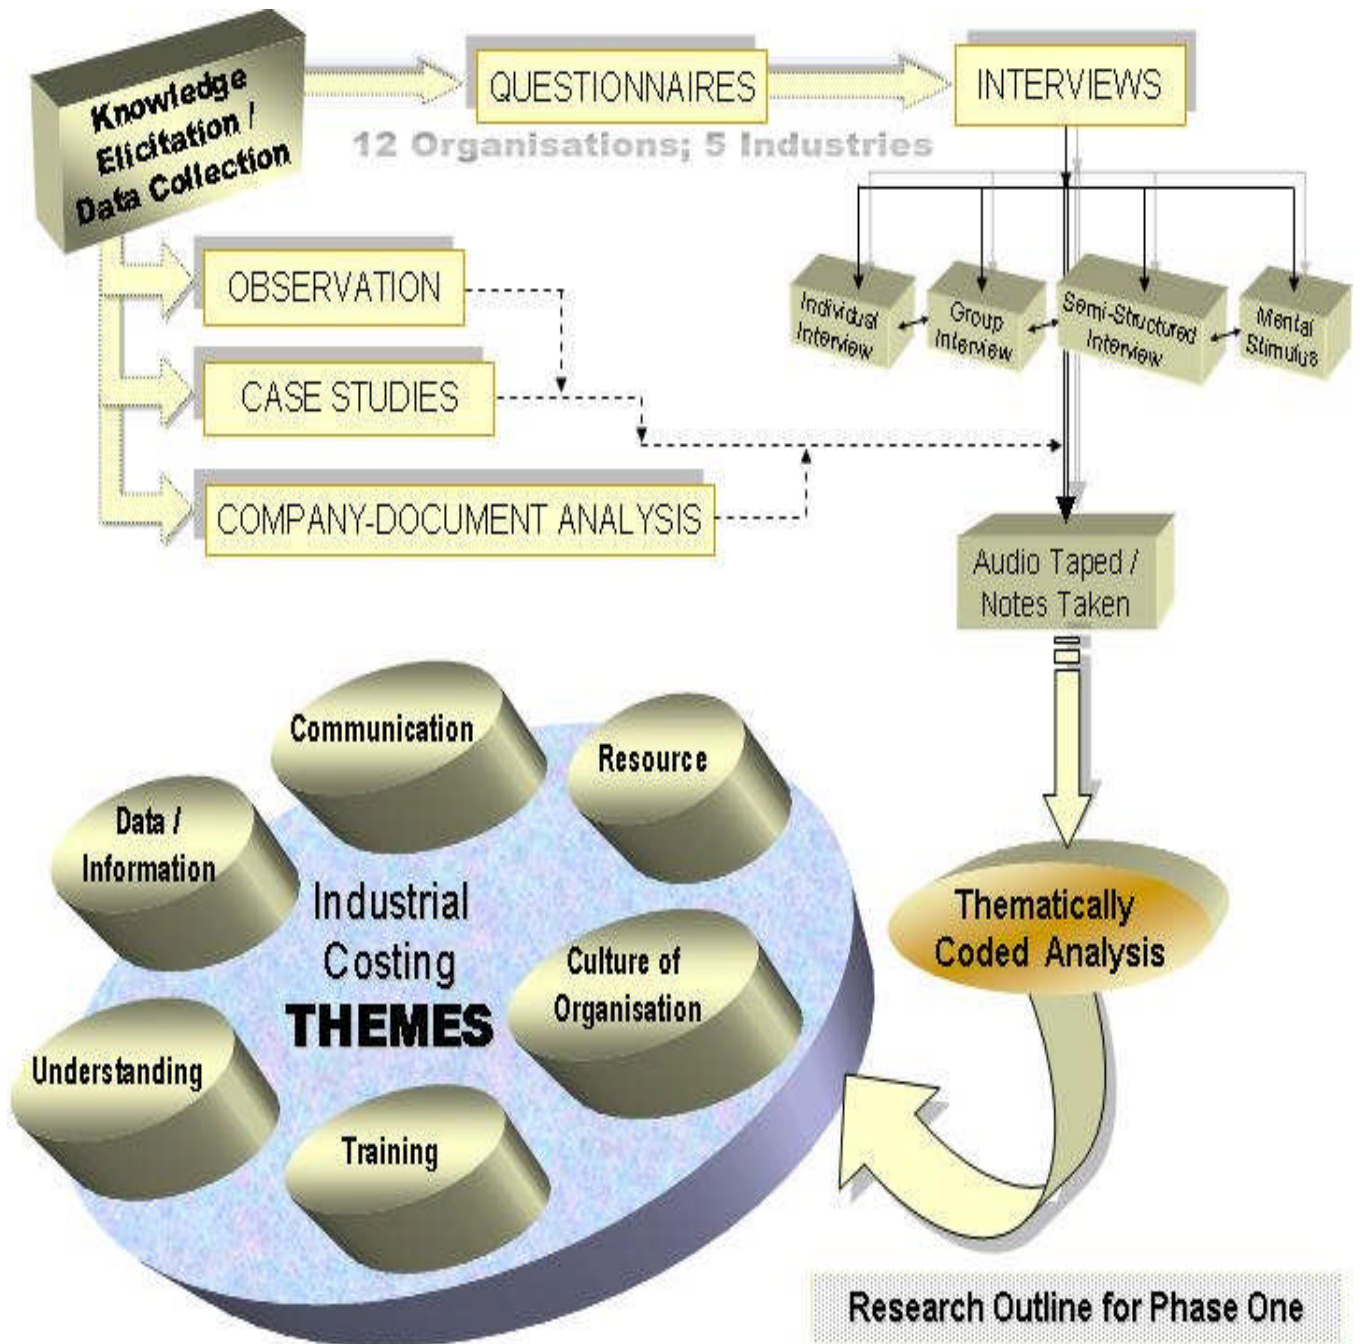 Knowledge
Elicitation /
Data Collection
QUESTIONNAIRES
INTERVIEWS
12 Organisations; 5 Industries
OBSERVATION
CASE STUDIES
COMPANY-DOCUMENT ANALYSIS
Individual
Interview
Group
Interview
Semi-Structured
Interview
Mental
Stimulus
Audio Taped /
Notes Taken
Thematically
Coded Analysis
Communication
Resource
Data /
Information
Industrial
Costing
THEMES
Culture of
Organisation
Understanding
Training
Research Outline for Phase One